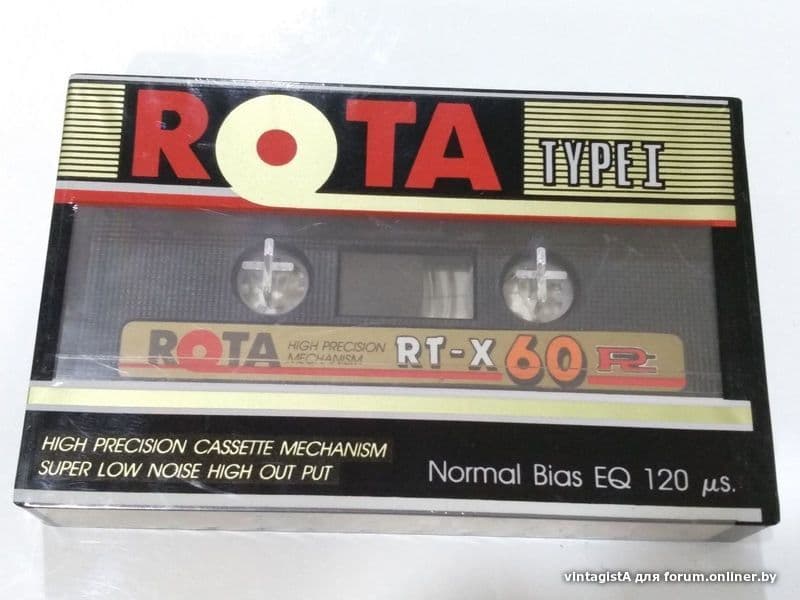 ROTA
TYPE I
ROTA HIGH PRECISION MECHANISM RT-X 60 R
HIGH PRECISION CASSETTE MECHANISM
SUPER LOW NOISE HIGH OUT PUT
Normal Bias EQ 120 μs.
vintagistA для forum.onliner.by